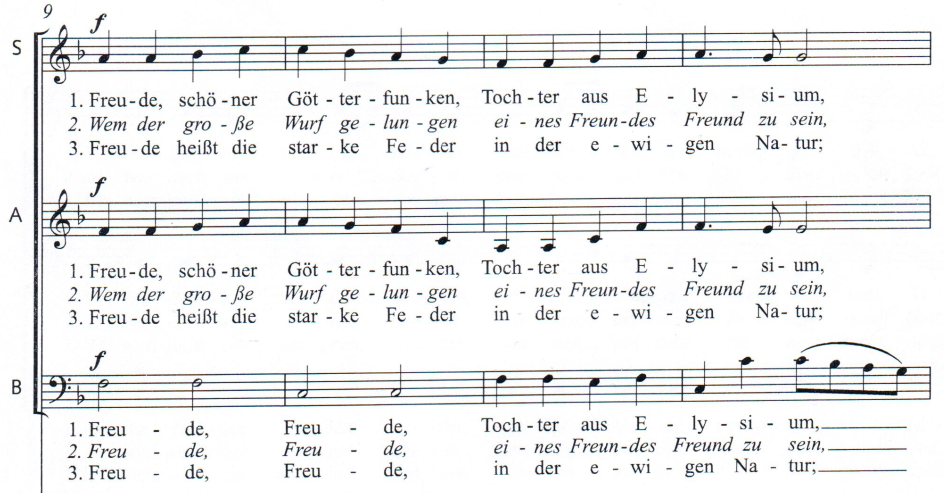 9
f
S
1. Freu - de, schö - ner Göt - ter - fun - ken, Toch - ter aus E - ly - si - um,
2. Wem der gro - ße Wurf ge - lun - gen ei - nes Freun - des Freund zu sein,
3. Freu - de heißt die star - ke Fe - der in der e - wi - gen Na - tur;
f
A
1. Freu - de, schö - ner Göt - ter - fun - ken, Toch - ter aus E - ly - si - um,
2. Wem der gro - ße Wurf ge - lun - gen ei - nes Freun - des Freund zu sein,
3. Freu - de heißt die star - ke Fe - der in der e - wi - gen Na - tur;
f
B
1. Freu - de, Freu - de, Toch - ter aus E - ly - si - um,
2. Freu - de, Freu - de, ei - nes Freun - des Freund zu sein,
3. Freu - de, Freu - de, in der e - wi - gen Na - tur;